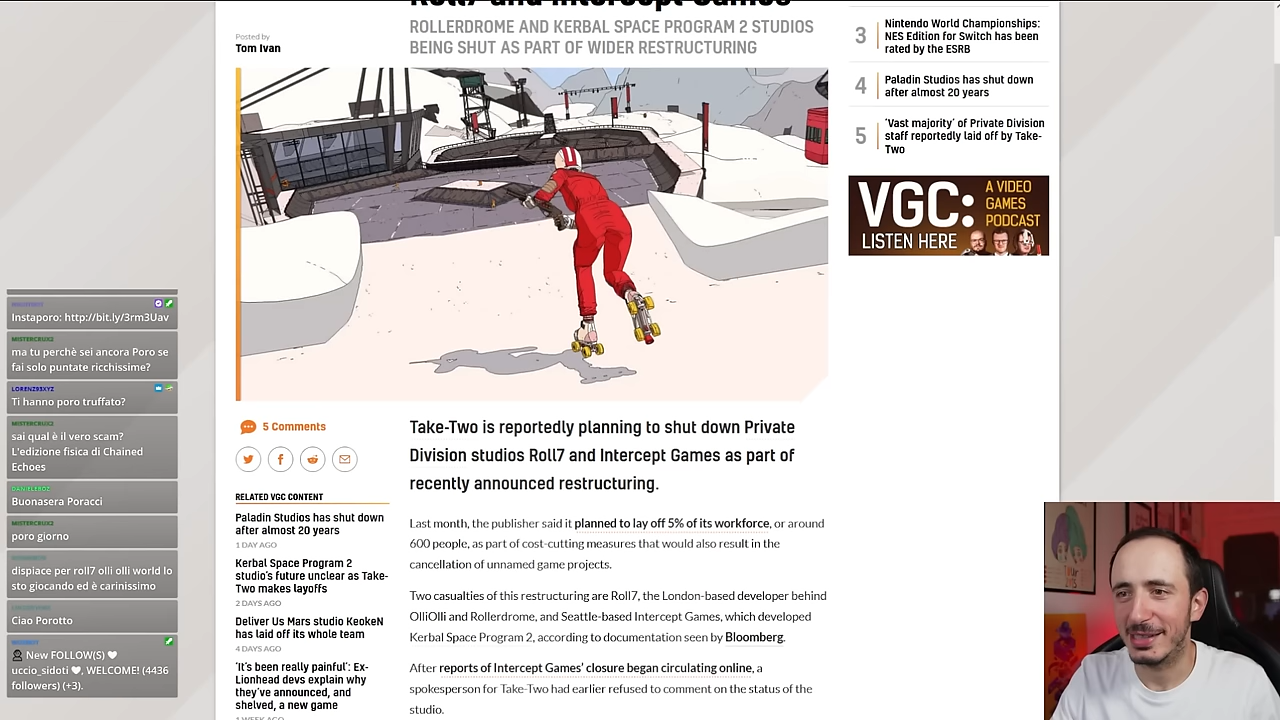 Roll7 and Intercept Games
ROLLERDROME AND KERBAL SPACE PROGRAM 2 STUDIOS
BEING SHUT AS PART OF WIDER RESTRUCTURING
Posted by
Tom Ivan
3
Nintendo World Championships:
NES Edition for Switch has been
rated by the ESRB
4
Paladin Studios has shut down
after almost 20 years
5
'Vast majority' of Private Division
staff reportedly laid off by Take-
Two
VGC:
A VIDEO
GAMES
PODCAST
LISTEN HERE
5 Comments
RELATED VGC CONTENT
Paladin Studios has shut down
after almost 20 years
1 DAY AGO
Kerbal Space Program 2
studio's future unclear as Take-
Two makes layoffs
2 DAYS AGO
Deliver Us Mars studio KeokeN
has laid off its whole team
4 DAYS AGO
'It's been really painful': Ex-
Lionhead devs explain why
they've announced, and
shelved, a new game
1 WEEK AGO
Take-Two is reportedly planning to shut down Private
Division studios Roll7 and Intercept Games as part of
recently announced restructuring.
Last month, the publisher said it planned to lay off 5% of its workforce, or around
600 people, as part of cost-cutting measures that would also result in the
cancellation of unnamed game projects.
Two casualties of this restructuring are Roll7, the London-based developer behind
OlliOlli and Rollerdrome, and Seattle-based Intercept Games, which developed
Kerbal Space Program 2, according to documentation seen by Bloomberg.
After reports of Intercept Games' closure began circulating online, a
spokesperson for Take-Two had earlier refused to comment on the status of the
studio.
Instaporo: http://bit.ly/3rm3Uav
MISTERCRUX2
ma tu perchè sei ancora Poro se
fai solo puntate ricchissime?
LORENZ93XYZ
Ti hanno poro truffato?
MISTERCRUX2
sai qual è il vero scam?
L'edizione fisica di Chained
Echoes
Buonasera Poracci
MISTERCRUX2
poro giorno
dispiace per roll7 olli olli world lo
sto giocando ed è carinissimo
Ciao Porotto
New FOLLOW(S)
uccio_sidoti, WELCOME! (4436
followers) (+3).